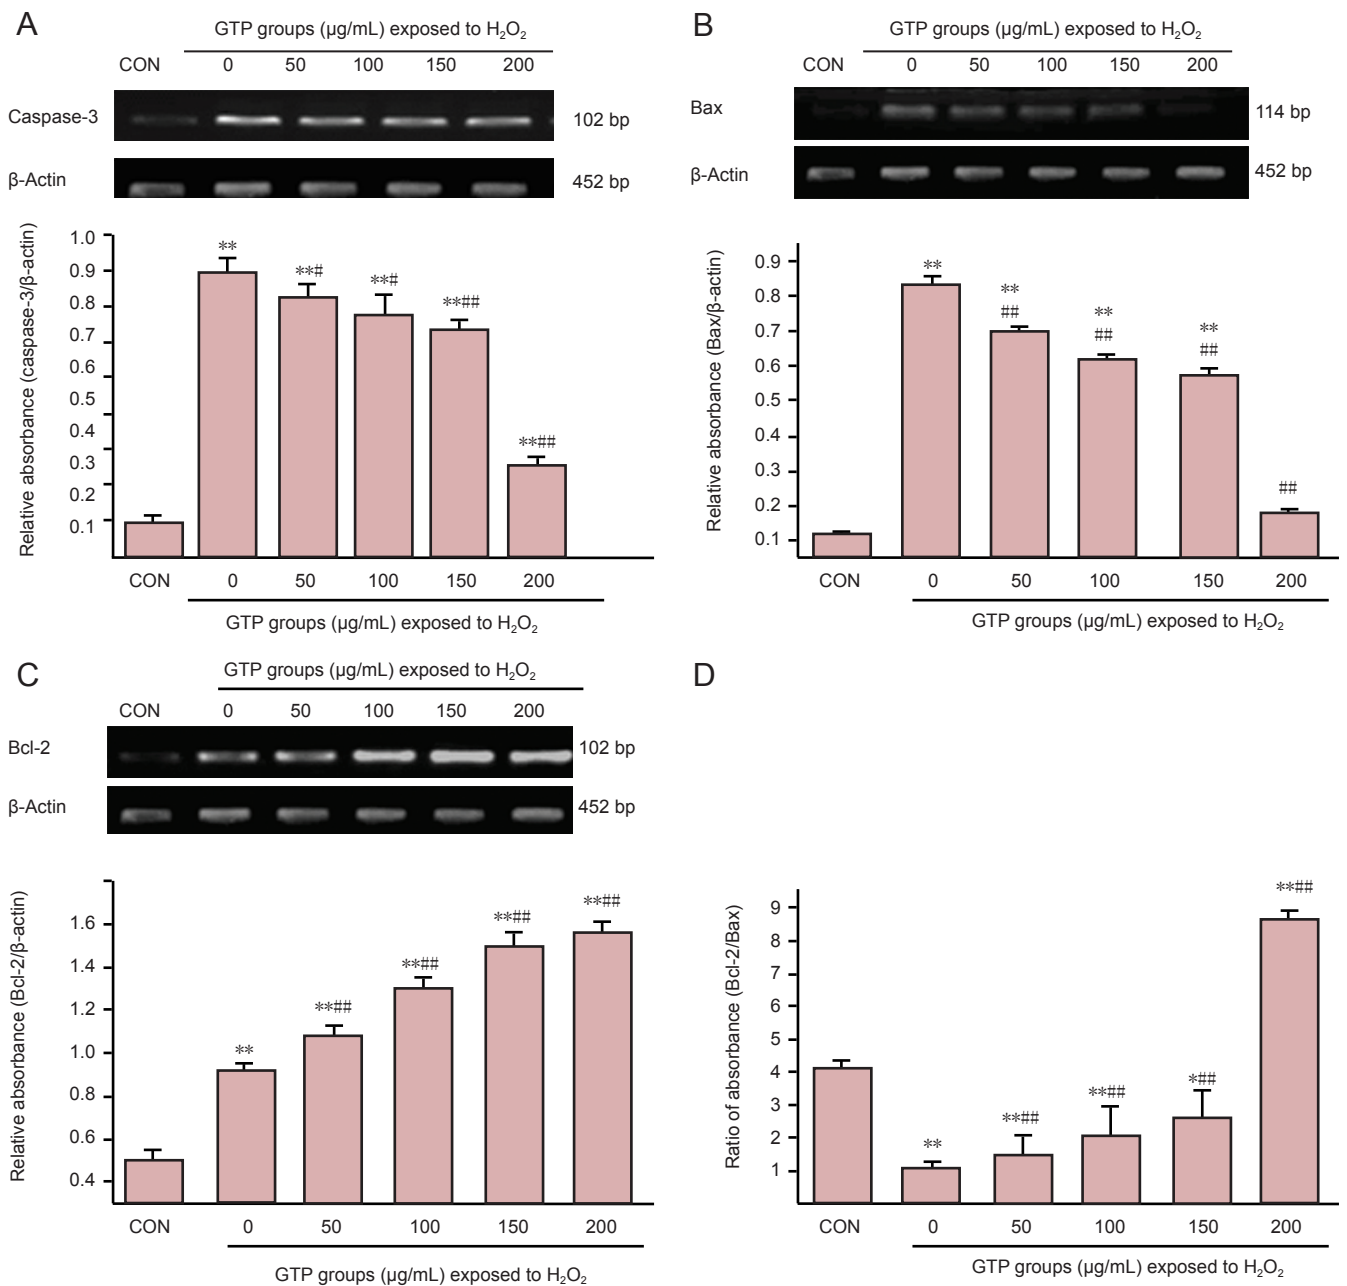 A
GTP groups (µg/mL) exposed to H₂O₂
CON 0 50 100 150 200
Caspase-3 102 bp
β-Actin 452 bp
Relative absorbance (caspase-3/β-actin)
1.0
0.9
0.8
0.7
0.5
0.4
0.3
0.2
0.1
**
**#
**#
**##
**##
CON 0 50 100 150 200
GTP groups (µg/mL) exposed to H₂O₂
B
GTP groups (µg/mL) exposed to H₂O₂
CON 0 50 100 150 200
Bax 114 bp
β-Actin 452 bp
Relative absorbance (Bax/β-actin)
0.9
0.8
0.7
0.6
0.5
0.4
0.3
0.2
0.1
**
**
##
**
##
**
##
##
CON 0 50 100 150 200
GTP groups (µg/mL) exposed to H₂O₂
C
GTP groups (µg/mL) exposed to H₂O₂
CON 0 50 100 150 200
Bcl-2 102 bp
β-Actin 452 bp
Relative absorbance (Bcl-2/β-actin)
1.6
1.4
1.2
1.0
0.8
0.6
0.4
**
**##
**##
**##
**##
CON 0 50 100 150 200
GTP groups (µg/mL) exposed to H₂O₂
D
Ratio of absorbance (Bcl-2/Bax)
9
8
7
6
5
4
3
2
1
**
**##
**##
*##
**##
CON 0 50 100 150 200
GTP groups (µg/mL) exposed to H₂O₂